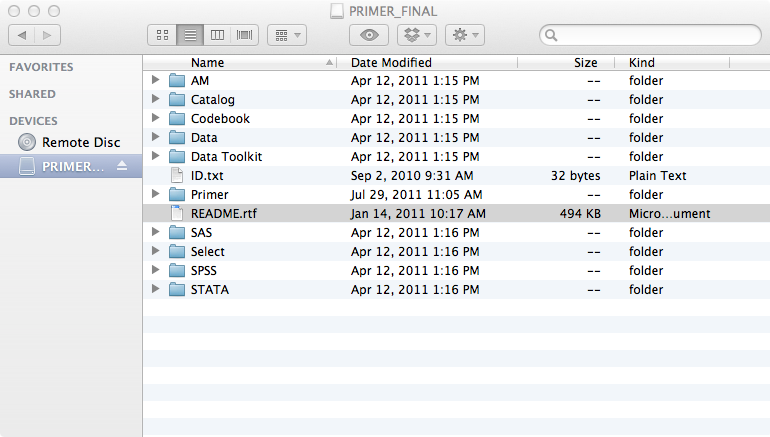 PRIMER_FINAL
FAVORITES
SHARED
DEVICES
Remote Disc
PRIMER...
Name Date Modified Size Kind
AM Apr 12, 2011 1:15 PM -- folder
Catalog Apr 12, 2011 1:15 PM -- folder
Codebook Apr 12, 2011 1:15 PM -- folder
Data Apr 12, 2011 1:15 PM -- folder
Data Toolkit Apr 12, 2011 1:15 PM -- folder
ID.txt Sep 2, 2010 9:31 AM 32 bytes Plain Text
Primer Jul 29, 2011 11:05 AM -- folder
README.rtf Jan 14, 2011 10:17 AM 494 KB Micro...ument
SAS Apr 12, 2011 1:16 PM -- folder
Select Apr 12, 2011 1:16 PM -- folder
SPSS Apr 12, 2011 1:16 PM -- folder
STATA Apr 12, 2011 1:16 PM -- folder